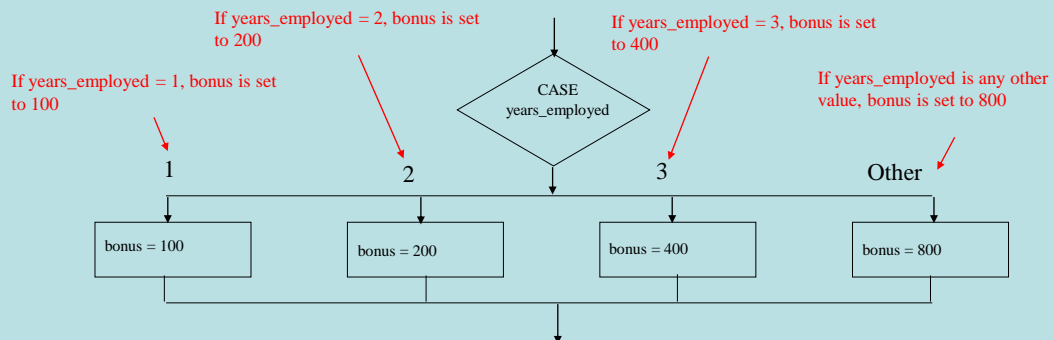 If years_employed = 2, bonus is set
to 200
If years_employed = 3, bonus is set
to 400
If years_employed = 1, bonus is set
to 100
If years_employed is any other
value, bonus is set to 800
CASE
years_employed
1
2
3
Other
bonus = 100
bonus = 200
bonus = 400
bonus = 800